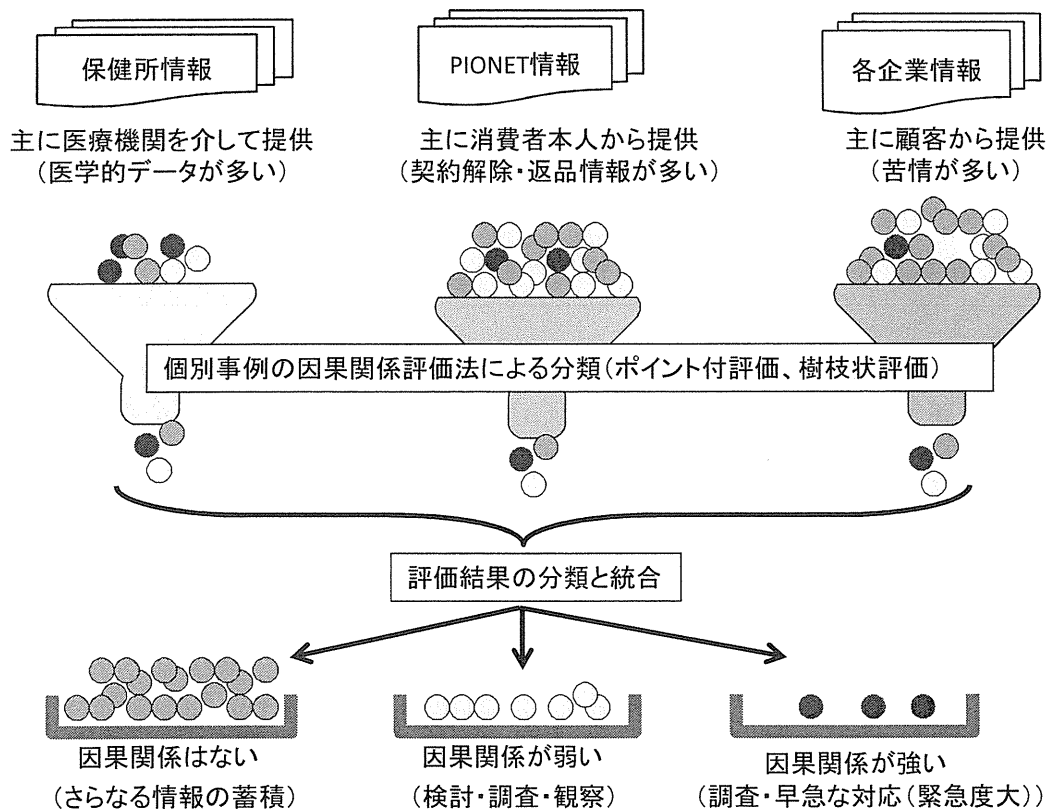 保健所情報
PIONET情報
各企業情報
主に医療機関を介して提供
（医学的データが多い）
主に消費者本人から提供
（契約解除・返品情報が多い）
主に顧客から提供
（苦情が多い）
個別事例の因果関係評価法による分類（ポイント付評価、樹枝状評価）
評価結果の分類と統合
因果関係はない
（さらなる情報の蓄積）
因果関係が弱い
（検討・調査・観察）
因果関係が強い
（調査・早急な対応（緊急度大））